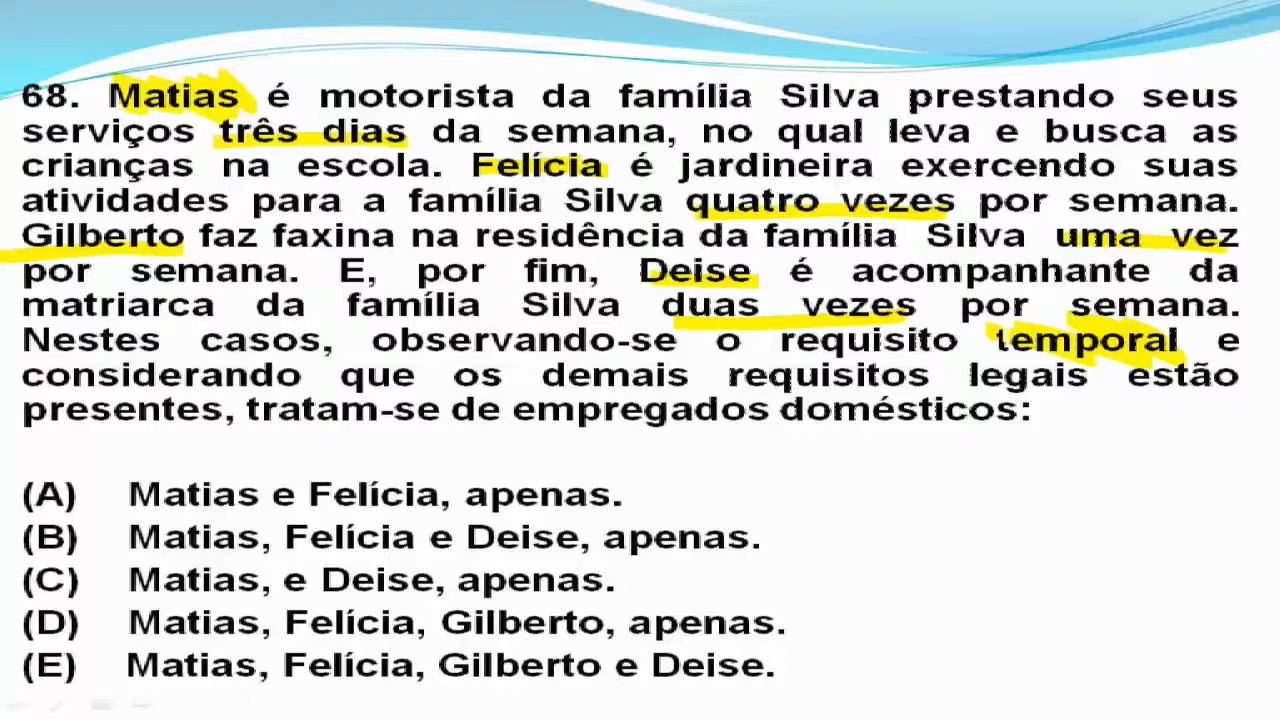 68. Matias é motorista da família Silva prestando seus
serviços três dias da semana, no qual leva e busca as
crianças na escola. Felícia é jardineira exercendo suas
atividades para a família Silva quatro vezes por semana.
Gilberto faz faxina na residência da família Silva uma vez
por semana. E, por fim, Deise é acompanhante da
matriarca da família Silva duas vezes por semana.
Nestes casos, observando-se o requisito temporal e
considerando que os demais requisitos legais estão
presentes, tratam-se de empregados domésticos:
(A) Matias e Felícia, apenas.
(B) Matias, Felícia e Deise, apenas.
(C) Matias, e Deise, apenas.
(D) Matias, Felícia, Gilberto, apenas.
(E) Matias, Felícia, Gilberto e Deise.